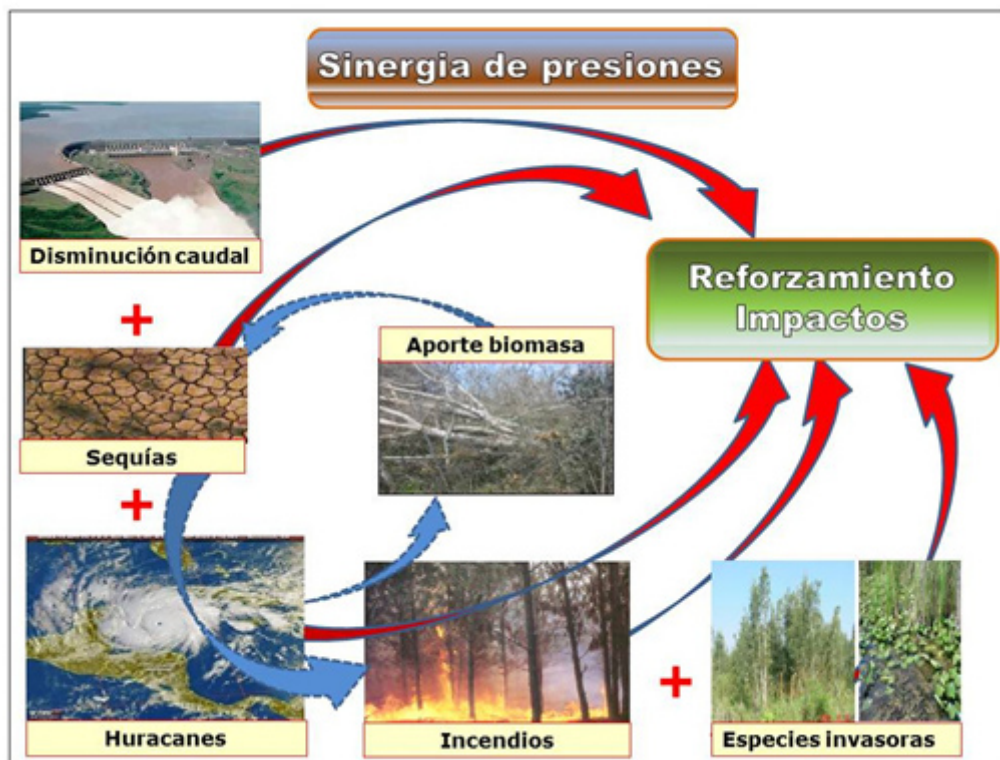 Sinergia de presiones
Disminución caudal
+
Reforzamiento
Impactos
Aporte biomasa
Sequías
+
+
Huracanes
Incendios
Especies invasoras